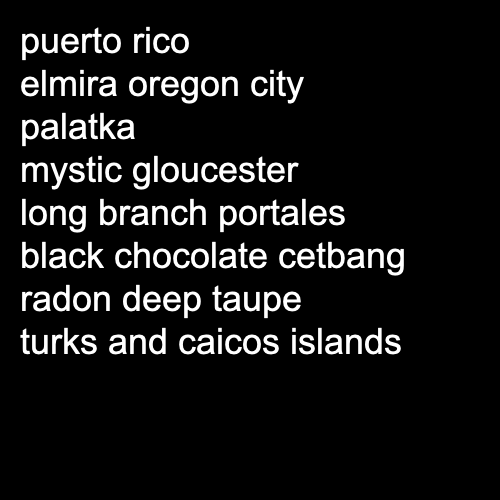 puerto rico
elmira oregon city
palatka
mystic gloucester
long branch portales
black chocolate cetbang
radon deep taupe
turks and caicos islands